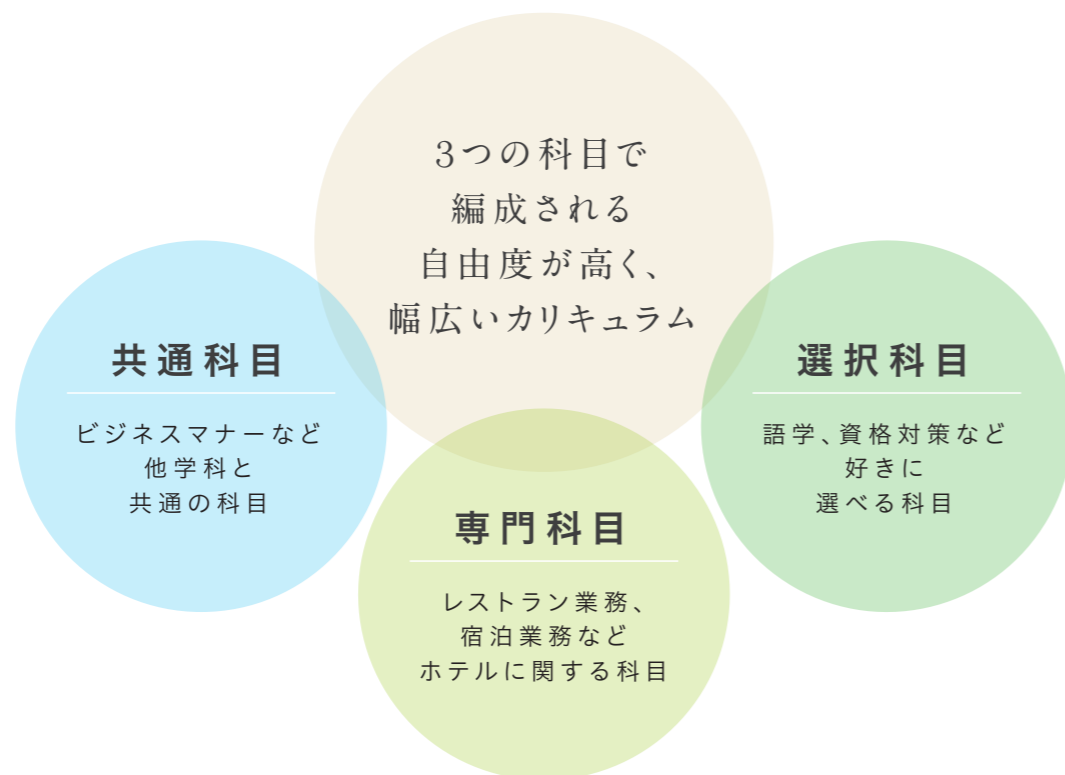 3つの科目で
編成される
自由度が高く、
幅広いカリキュラム
共通科目
ビジネスマナーなど
他学科と
共通の科目
専門科目
レストラン業務、
宿泊業務など
ホテルに関する科目
選択科目
語学、資格対策など
好きに
選べる科目